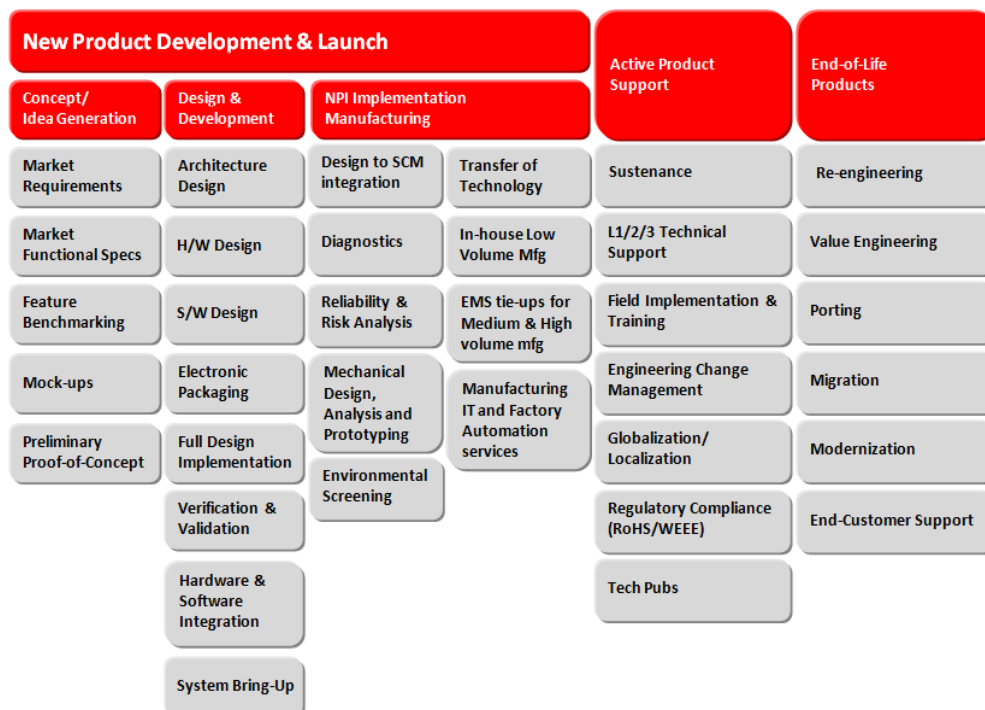 New Product Development & Launch
Concept/
Idea Generation
Market
Requirements
Market
Functional Specs
Feature
Benchmarking
Mock-ups
Preliminary
Proof-of-Concept
Design &
Development
Architecture
Design
H/W Design
S/W Design
Electronic
Packaging
Full Design
Implementation
Verification &
Validation
Hardware &
Software
Integration
System Bring-Up
NPI Implementation
Manufacturing
Design to SCM
integration
Diagnostics
Reliability &
Risk Analysis
Mechanical
Design,
Analysis and
Prototyping
Environmental
Screening
Transfer of
Technology
In-house Low
Volume Mfg
EMS tie-ups for
Medium & High
volume mfg
Manufacturing
IT and Factory
Automation
services
Active Product
Support
Sustenance
L1/2/3 Technical
Support
Field Implementation &
Training
Engineering Change
Management
Globalization/
Localization
Regulatory Compliance
(RoHS/WEEE)
Tech Pubs
End-of-Life
Products
Re-engineering
Value Engineering
Porting
Migration
Modernization
End-Customer Support